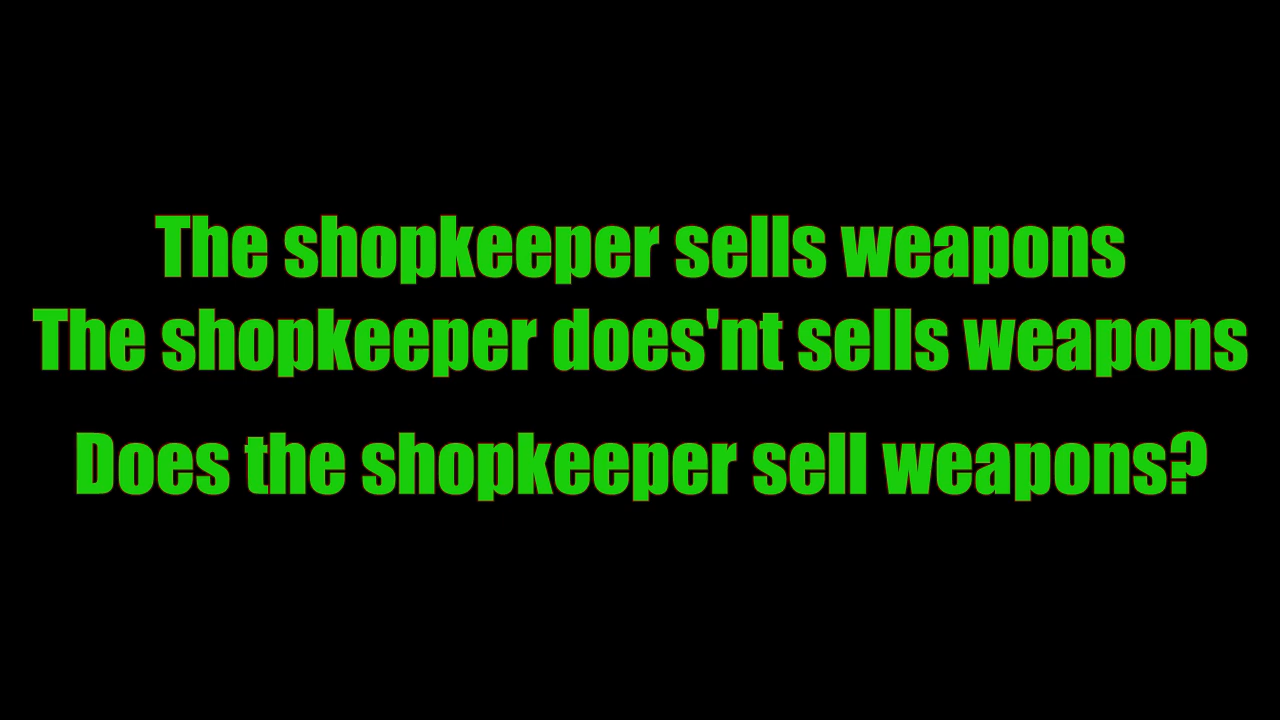 The shopkeeper sells weapons
The shopkeeper does'nt sells weapons
Does the shopkeeper sell weapons?